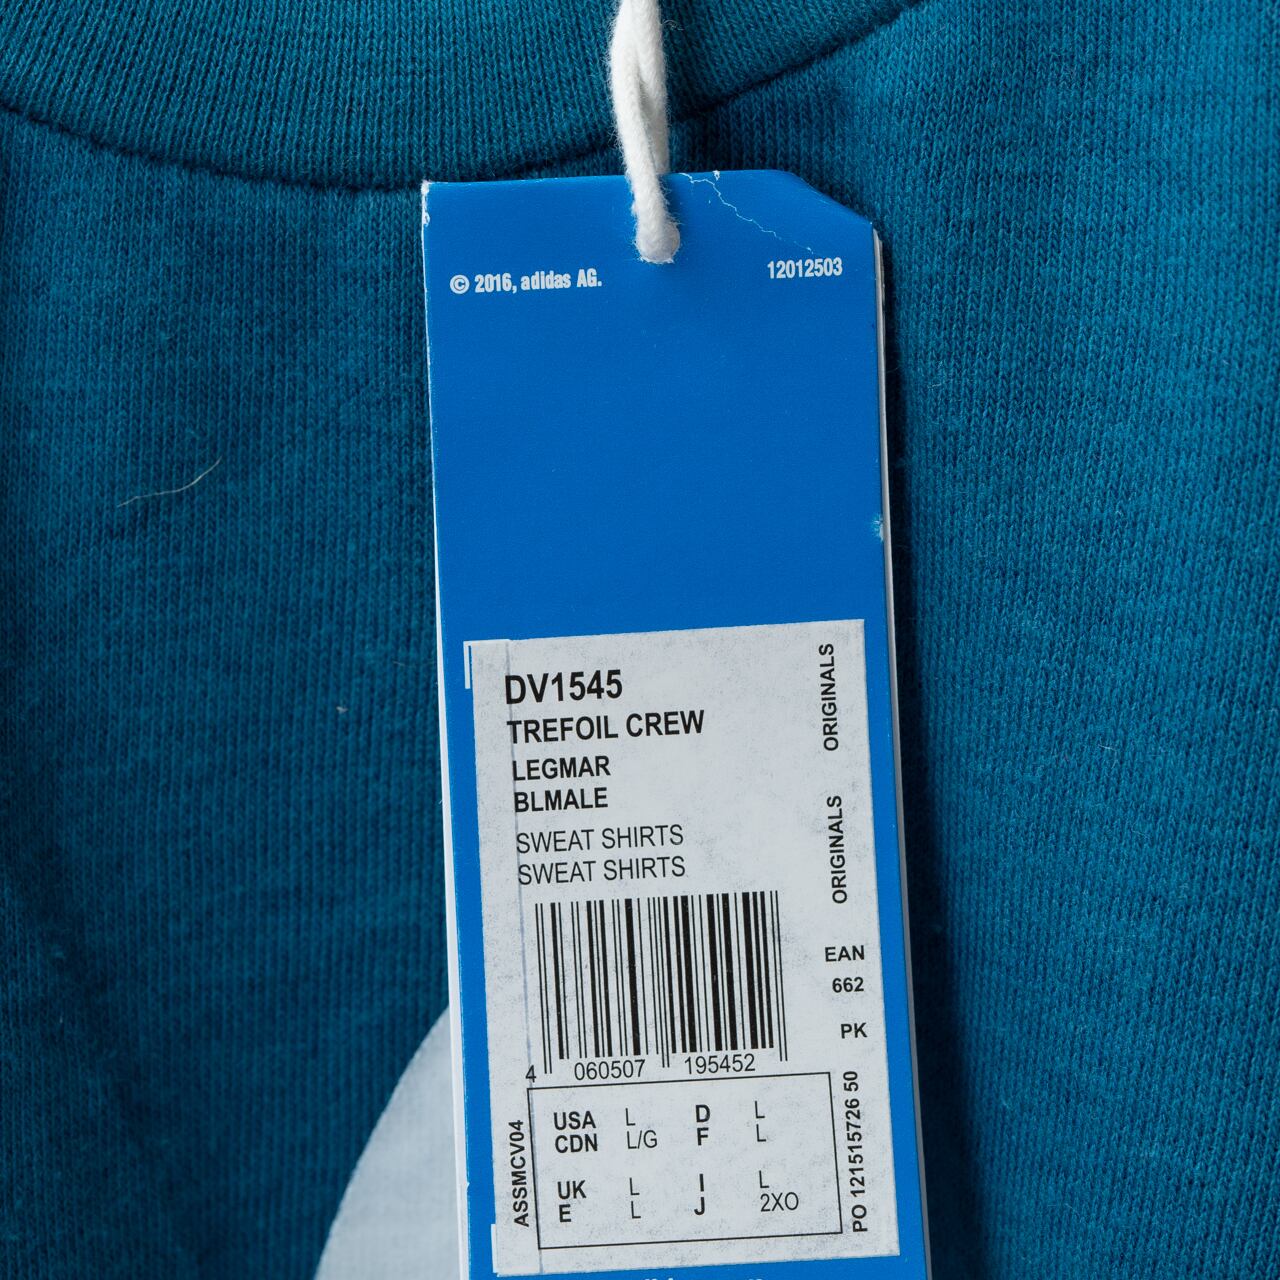 © 2016, adidas AG.
12012503
DV1545
TREFOIL CREW
LEGMAR
BLMALE
SWEAT SHIRTS
SWEAT SHIRTS
ORIGINALS
ORIGINALS
EAN
662
PK
4 060507 195452
USA L D L
CDN L/G F L
UK L I L
E L J 2XO
ASSMCV04
PO 121515726 50